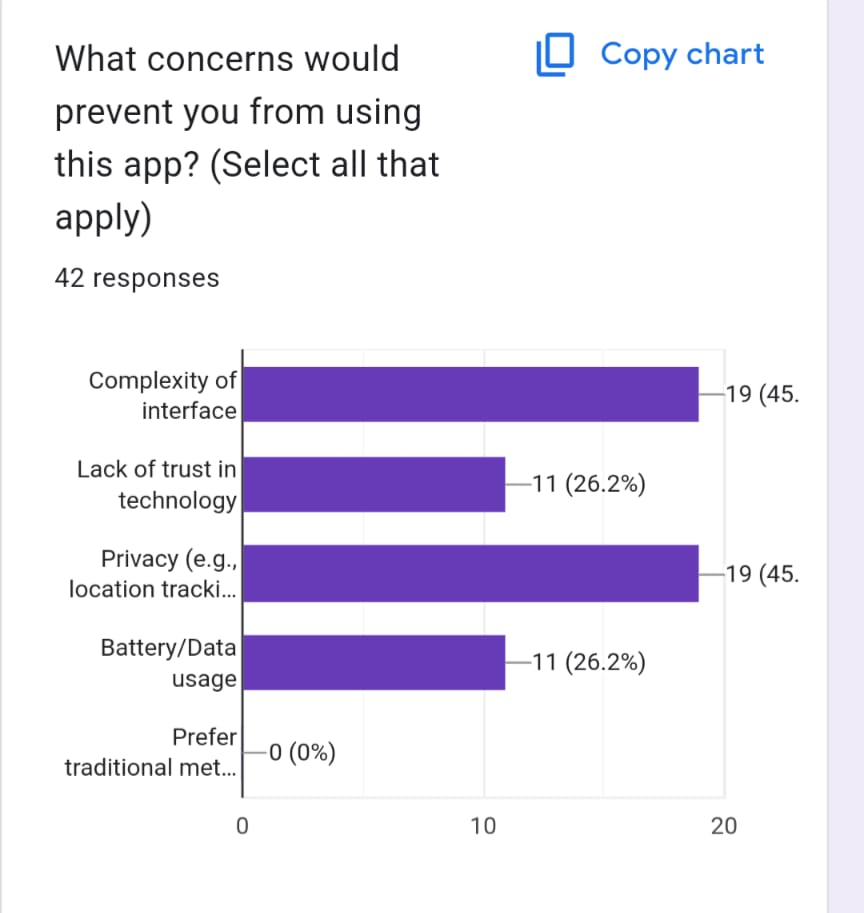 What concerns would
prevent you from using
this app? (Select all that
apply)
Copy chart
42 responses
Complexity of
interface
19 (45.
Lack of trust in
technology
11 (26.2%)
Privacy (e.g.,
location tracki...
19 (45.
Battery/Data
usage
11 (26.2%)
Prefer
traditional met...
0 (0%)
0
10
20